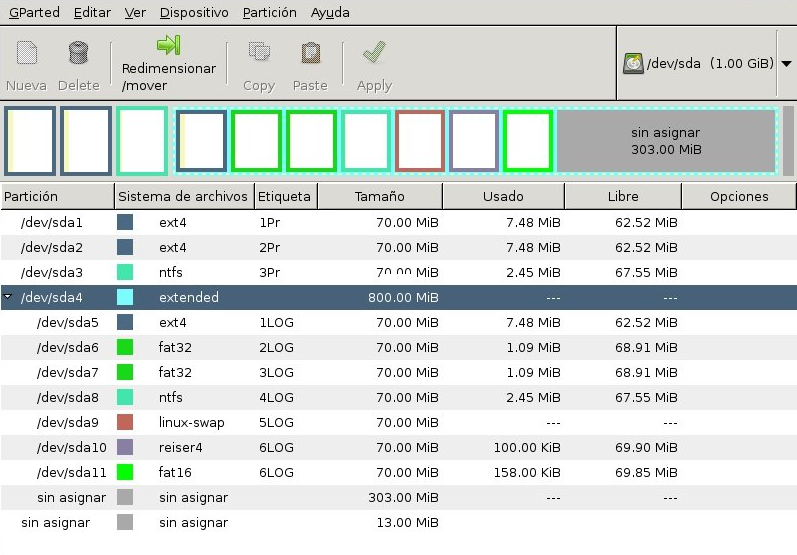 GParted Editar Ver Dispositivo Partición Ayuda
Nueva Delete Redimensionar /mover Copy Paste Apply /dev/sda (1.00 GiB)
sin asignar
303.00 MiB
Partición Sistema de archivos Etiqueta Tamaño Usado Libre Opciones
/dev/sda1 ext4 1Pr 70.00 MiB 7.48 MiB 62.52 MiB
/dev/sda2 ext4 2Pr 70.00 MiB 7.48 MiB 62.52 MiB
/dev/sda3 ntfs 3Pr 70.00 MiB 2.45 MiB 67.55 MiB
/dev/sda4 extended 800.00 MiB --- ---
/dev/sda5 ext4 1LOG 70.00 MiB 7.48 MiB 62.52 MiB
/dev/sda6 fat32 2LOG 70.00 MiB 1.09 MiB 68.91 MiB
/dev/sda7 fat32 3LOG 70.00 MiB 1.09 MiB 68.91 MiB
/dev/sda8 ntfs 4LOG 70.00 MiB 2.45 MiB 67.55 MiB
/dev/sda9 linux-swap 5LOG 70.00 MiB --- ---
/dev/sda10 reiser4 6LOG 70.00 MiB 100.00 KiB 69.90 MiB
/dev/sda11 fat16 6LOG 70.00 MiB 158.00 KiB 69.85 MiB
sin asignar sin asignar 303.00 MiB --- ---
sin asignar sin asignar 13.00 MiB